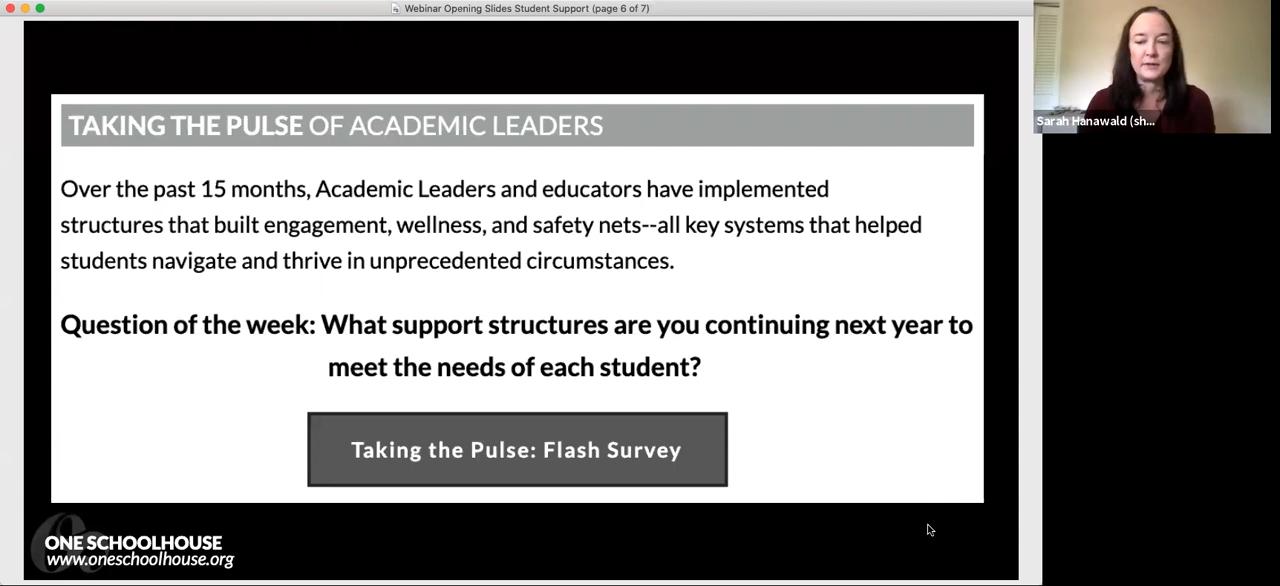 Webinar Opening Slides Student Support (page 6 of 7)
Sarah Hanawald (sh...
TAKING THE PULSE OF ACADEMIC LEADERS
Over the past 15 months, Academic Leaders and educators have implemented
structures that built engagement, wellness, and safety nets--all key systems that helped
students navigate and thrive in unprecedented circumstances.
Question of the week: What support structures are you continuing next year to
meet the needs of each student?
Taking the Pulse: Flash Survey
ONE SCHOOLHOUSE
www.oneschoolhouse.org